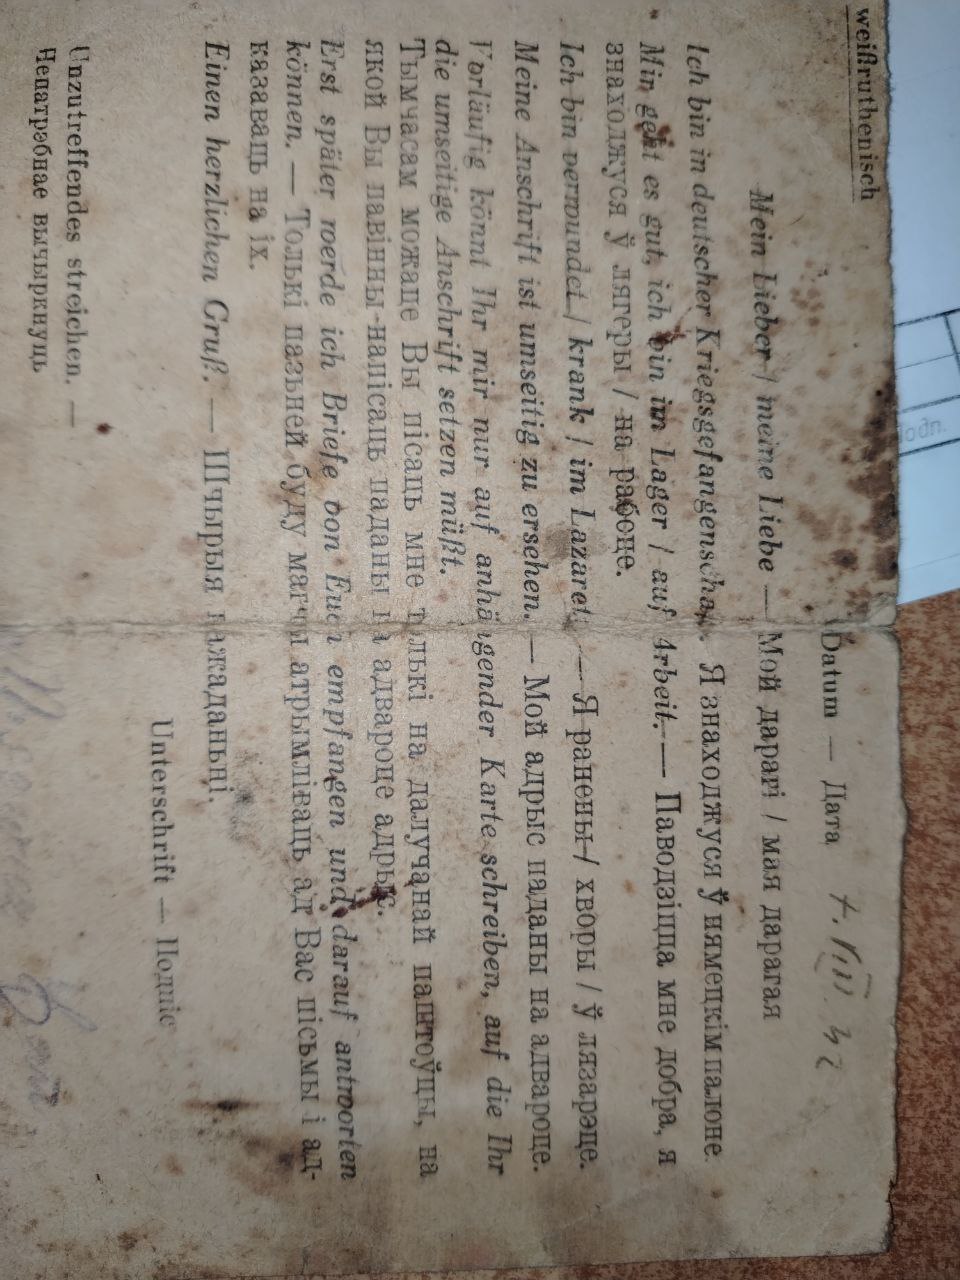 weißruthenisch
Datum — Дата 7. VIII. 42
Mein Lieber / meine Liebe — Мой дарагі / мая дарагая
Ich bin in deutscher Kriegsgefangenschaft. Я знаходжуся ў нямецкім палоне.
Mir geht es gut, ich bin im Lager / auf Arbeit. — Паводзіцца мне добра, я
знаходжуся ў лягеры / на рабоце.
Ich bin verwundet / krank / im Lazarett — Я ранены / хворы / ў лязарэце.
Meine Anschrift ist umseitig zu ersehen. — Мой адрыс паданы на адвароце.
Vorläufig könnt Ihr mir nur auf anhängender Karte schreiben, auf die Ihr
die umseitige Anschrift setzen müßt.
Тымчасам можаце Вы пісаць мне толькі на далучанай паштоўцы, на
якой Вы павінны напісаць паданы на адвароце адрыс.
Erst später werde ich Briefe von Euch empfangen und darauf antworten
können. — Толькі пазьней буду магчы атрымліваць ад Вас пісьмы і ад-
казаваць на іх.
Einen herzlichen Gruß. — Шчырыя пажаданьні.
Unterschrift — Подпіс
Unzutreffendes streichen. —
Непатрэбнае вычыркнуць